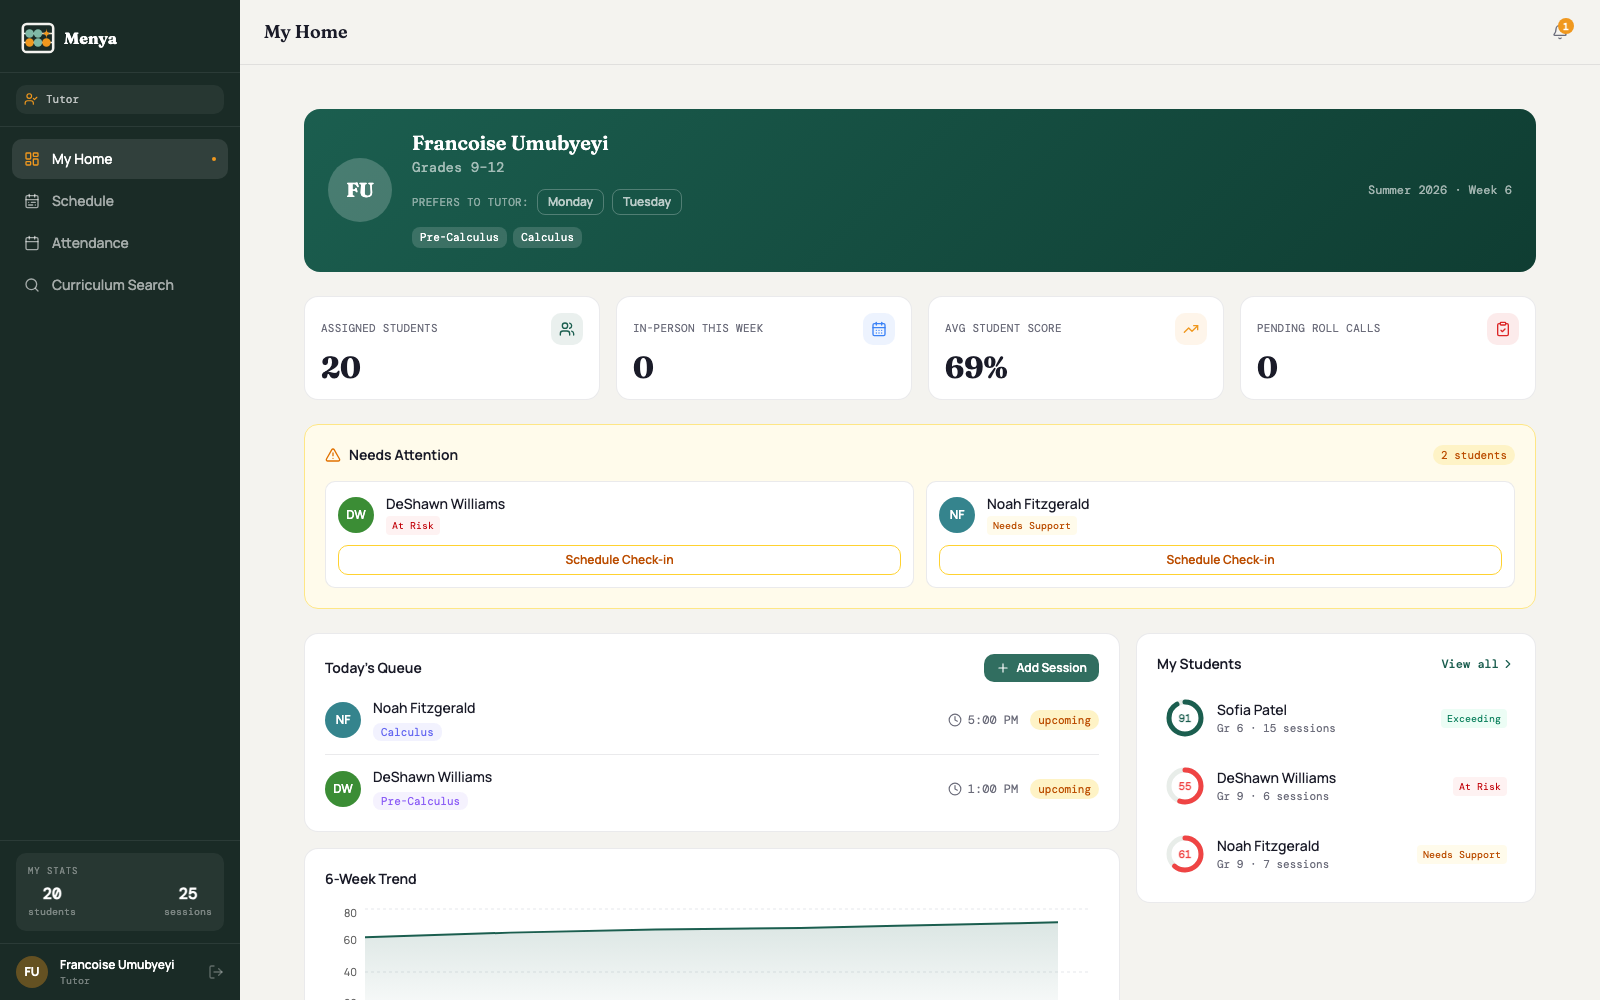 Menya
Tutor
My Home
Schedule
Attendance
Curriculum Search
MY STATS
20
students
25
sessions
FU
Francoise Umubyeyi
Tutor
My Home
1
FU
Francoise Umubyeyi
Grades 9–12
PREFERS TO TUTOR: Monday Tuesday
Pre-Calculus Calculus
Summer 2026 · Week 6
ASSIGNED STUDENTS
20
IN-PERSON THIS WEEK
0
AVG STUDENT SCORE
69%
PENDING ROLL CALLS
0
Needs Attention
2 students
DW
DeShawn Williams
At Risk
Schedule Check-in
NF
Noah Fitzgerald
Needs Support
Schedule Check-in
Today's Queue
Add Session
NF
Noah Fitzgerald
Calculus
5:00 PM upcoming
DW
DeShawn Williams
Pre-Calculus
1:00 PM upcoming
6-Week Trend
80
60
40
My Students
View all
91
Sofia Patel
Gr 6 · 15 sessions
Exceeding
55
DeShawn Williams
Gr 9 · 6 sessions
At Risk
61
Noah Fitzgerald
Gr 9 · 7 sessions
Needs Support